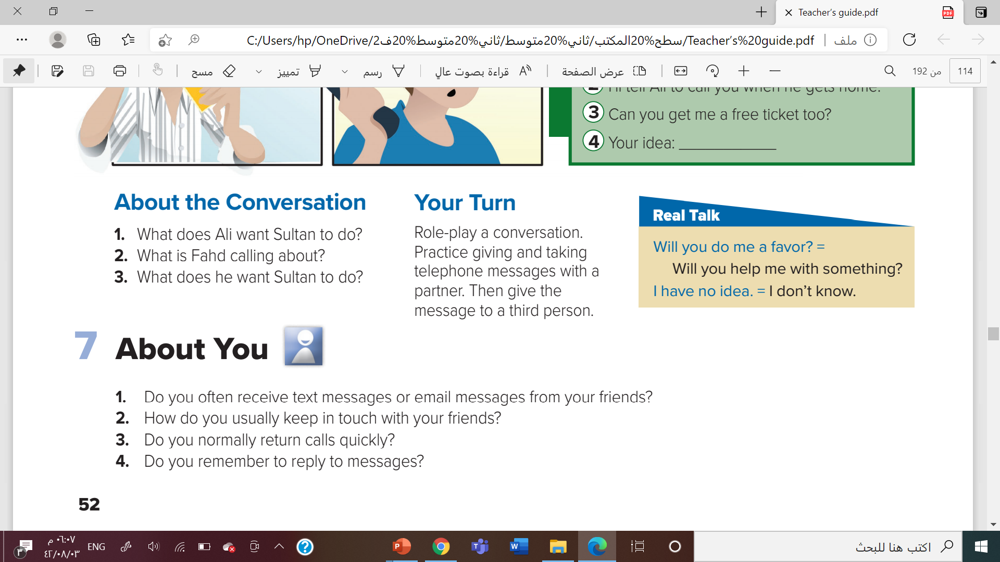 Teacher's guide.pdf
C:/Users/hp/OneDrive/سطح%20المكتب/ثاني%20متوسط/ثاني%20متوسط%20ف2/Teacher's%20guide.pdf
ملف
مسح
تمييز
رسم
قراءة بصوت عالٍ
عرض الصفحة
من 192
114
2 I'll tell Ali to call you when he gets home.
3 Can you get me a free ticket too?
4 Your idea: ____________
About the Conversation
1. What does Ali want Sultan to do?
2. What is Fahd calling about?
3. What does he want Sultan to do?
Your Turn
Role-play a conversation.
Practice giving and taking
telephone messages with a
partner. Then give the
message to a third person.
Real Talk
Will you do me a favor? =
Will you help me with something?
I have no idea. = I don't know.
7 About You
1. Do you often receive text messages or email messages from your friends?
2. How do you usually keep in touch with your friends?
3. Do you normally return calls quickly?
4. Do you remember to reply to messages?
52
٣
٠٦:٠٧ م
٤٢/٠٨/٠٣
ENG
اكتب هنا للبحث